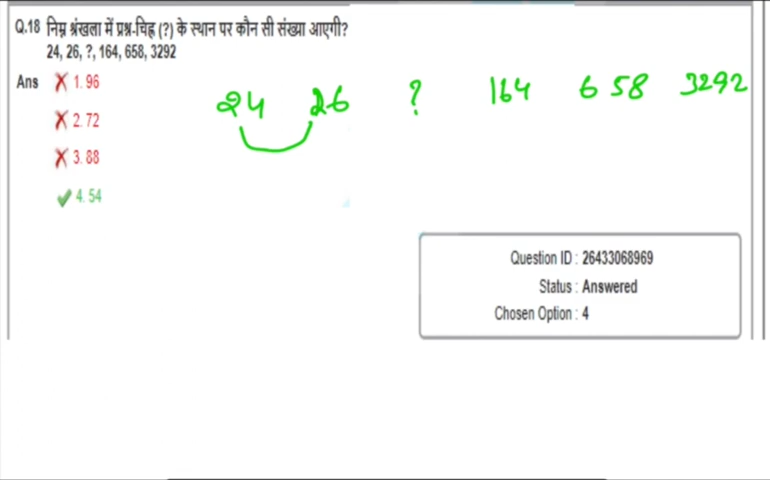 Q.18 निम्न श्रंखला में प्रश्न-चिह्न (?) के स्थान पर कौन सी संख्या आएगी?
24, 26, ?, 164, 658, 3292
Ans 1. 96
2. 72
3. 88
4. 54
24 26 ? 164 658 3292
Question ID : 26433068969
Status : Answered
Chosen Option : 4